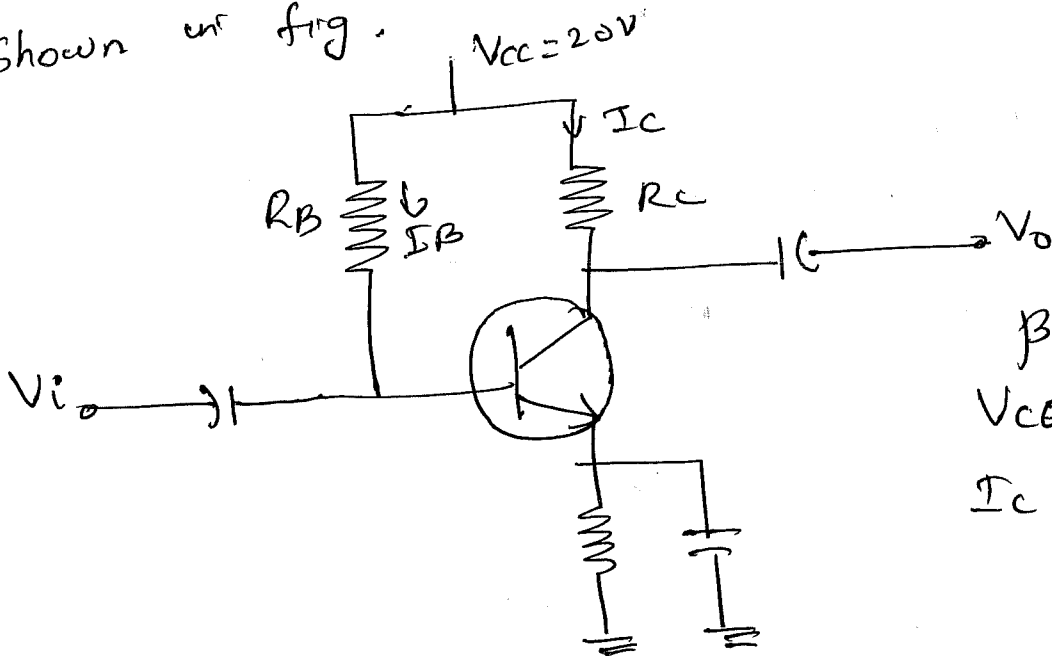 Shown in fig.
Vcc = 20V
Ic
RB
IB
Rc
Vo
β
Vi
VCE
Ic